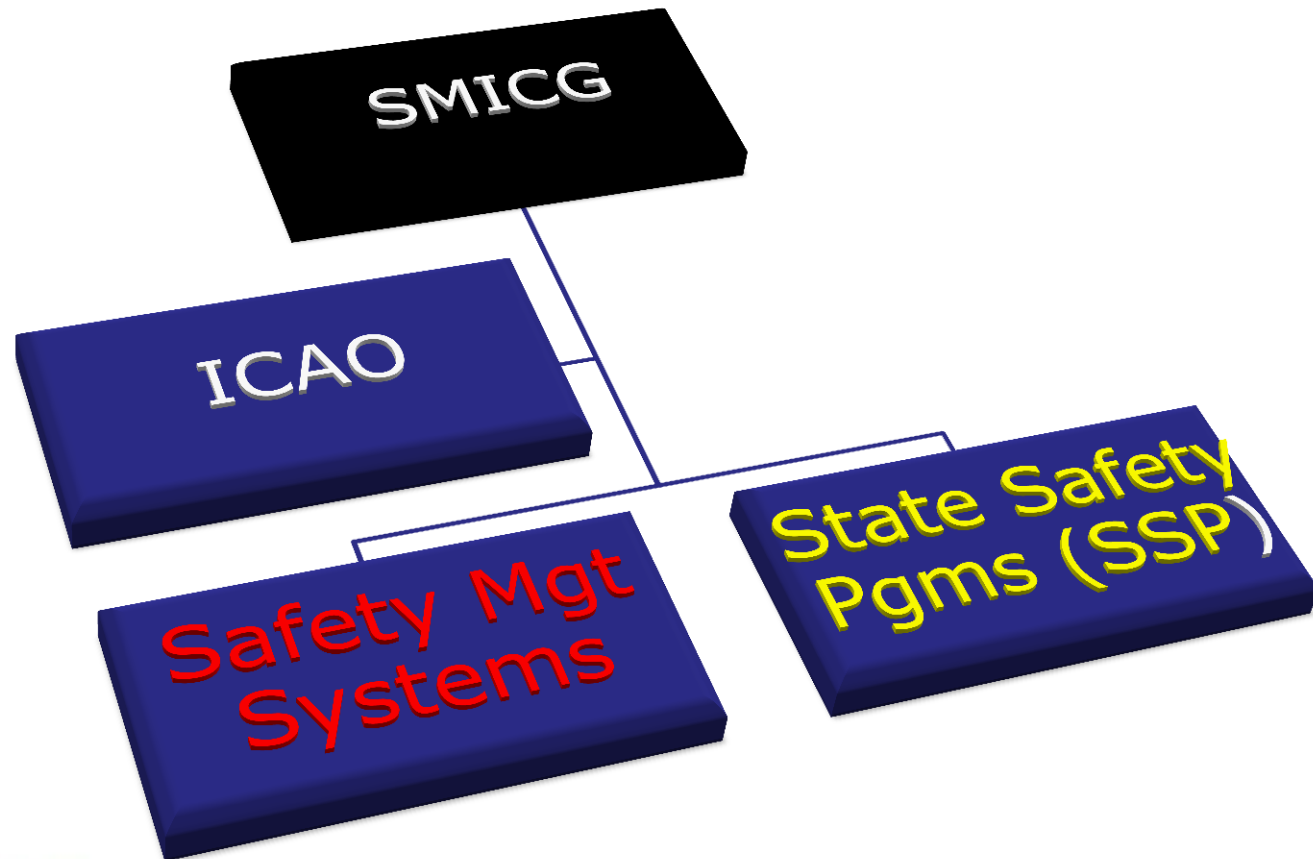 SMICG
ICAO
Safety Mgt
Systems
State Safety
Pgms (SSP)